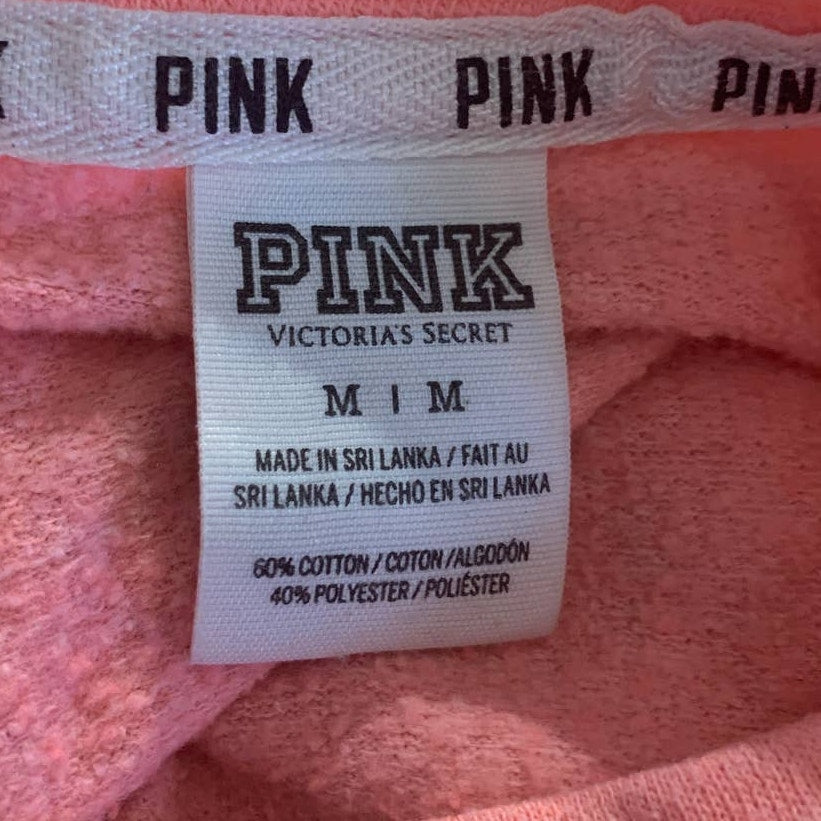 PINK PINK PIN
PINK
VICTORIA'S SECRET
M | M
MADE IN SRI LANKA / FAIT AU
SRI LANKA / HECHO EN SRI LANKA
60% COTTON / COTON /ALGODÓN
40% POLYESTER / POLIÉSTER